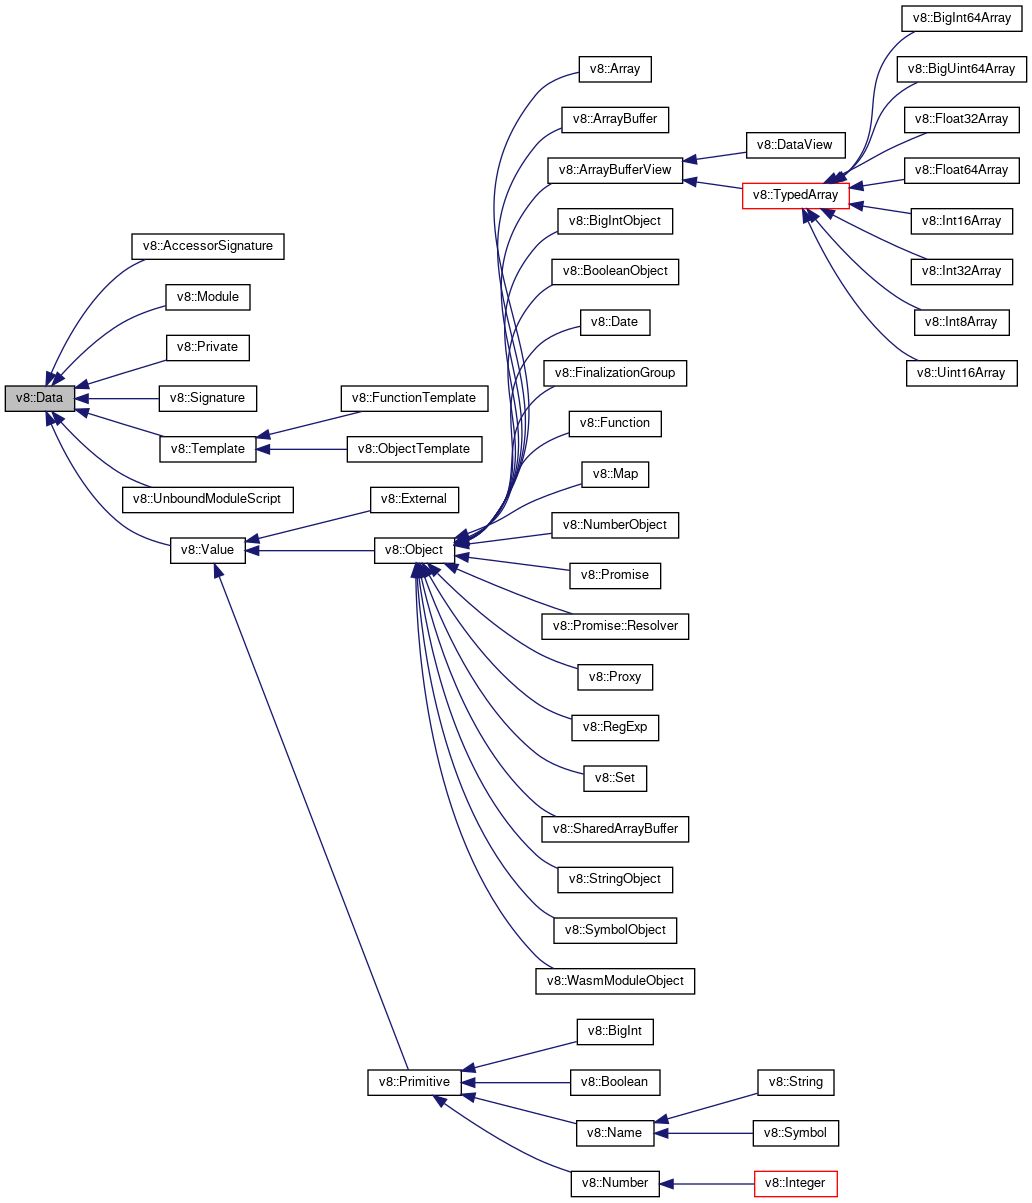 v8::Data
v8::AccessorSignature
v8::Module
v8::Private
v8::Signature
v8::Template
v8::FunctionTemplate
v8::ObjectTemplate
v8::UnboundModuleScript
v8::Value
v8::External
v8::Object
v8::Array
v8::ArrayBuffer
v8::ArrayBufferView
v8::DataView
v8::TypedArray
v8::BigInt64Array
v8::BigUint64Array
v8::Float32Array
v8::Float64Array
v8::Int16Array
v8::Int32Array
v8::Int8Array
v8::Uint16Array
v8::BigIntObject
v8::BooleanObject
v8::Date
v8::FinalizationGroup
v8::Function
v8::Map
v8::NumberObject
v8::Promise
v8::Promise::Resolver
v8::Proxy
v8::RegExp
v8::Set
v8::SharedArrayBuffer
v8::StringObject
v8::SymbolObject
v8::WasmModuleObject
v8::Primitive
v8::BigInt
v8::Boolean
v8::Name
v8::String
v8::Symbol
v8::Number
v8::Integer